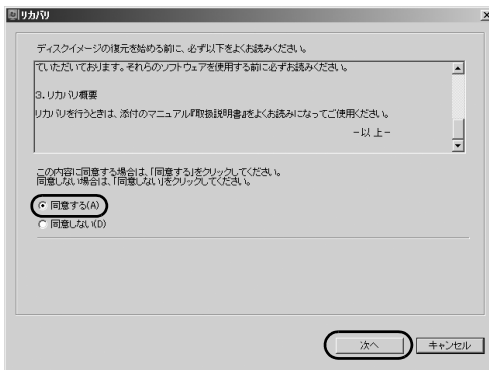 リカバリ
ディスクイメージの復元を始める前に、必ず以下をよくお読みください。
ていただいております。それらのソフトウェアを使用する前に必ずお読みください。
3. リカバリ概要
リカバリを行うときは、添付のマニュアル『取扱説明書』をよくお読みになってご使用ください。
－以 上－
この内容に同意する場合は、「同意する」をクリックしてください。
同意しない場合は、「同意しない」をクリックしてください。
同意する(A)
同意しない(D)
次へ
キャンセル